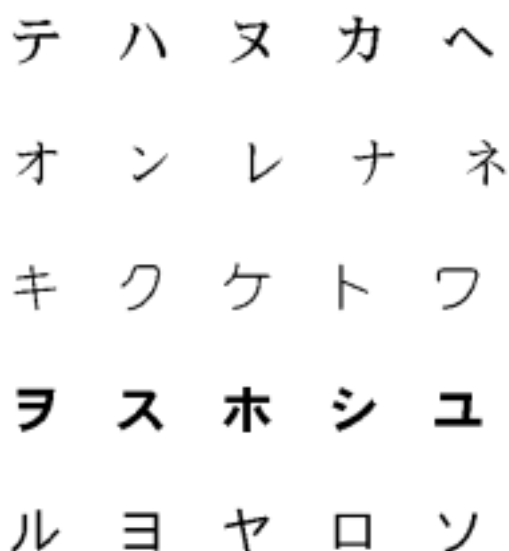 テ ハ ヌ カ ヘ
オ ン レ ナ ネ
キ ク ケ ト ワ
ヲ ス ホ シ ユ
ル ヨ ヤ ロ ソ